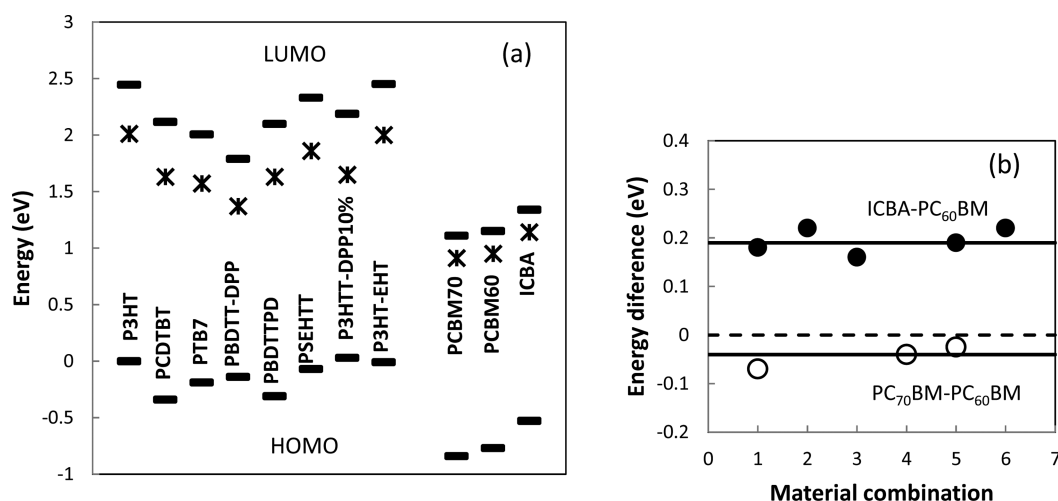 3
2.5
2
1.5
1
0.5
0
-0.5
-1
Energy (eV)
(a)
LUMO
HOMO
P3HT
PCDTBT
PTB7
PBDTT-DPP
PBDTTPD
PSEHTT
P3HTT-DPP10%
P3HT-EHT
PCBM70
PCBM60
ICBA
0.4
0.3
0.2
0.1
0
-0.1
-0.2
Energy diference (eV)
(b)
ICBA-PC₆₀BM
PC₇₀BM-PC₆₀BM
0 1 2 3 4 5 6 7
Material combination